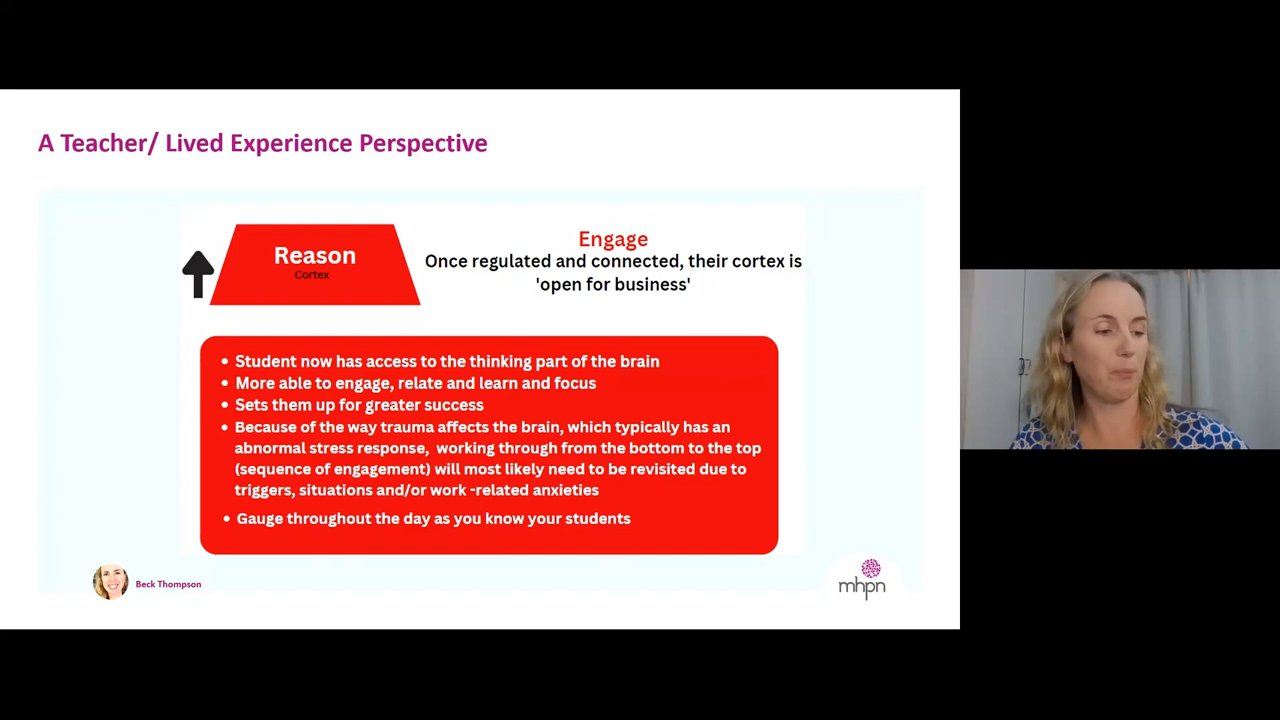 A Teacher/ Lived Experience Perspective
Reason
Cortex
Engage
Once regulated and connected, their cortex is
'open for business'
• Student now has access to the thinking part of the brain
• More able to engage, relate and learn and focus
• Sets them up for greater success
• Because of the way trauma affects the brain, which typically has an
abnormal stress response, working through from the bottom to the top
(sequence of engagement) will most likely need to be revisited due to
triggers, situations and/or work -related anxieties
• Gauge throughout the day as you know your students
Beck Thompson
mhpn